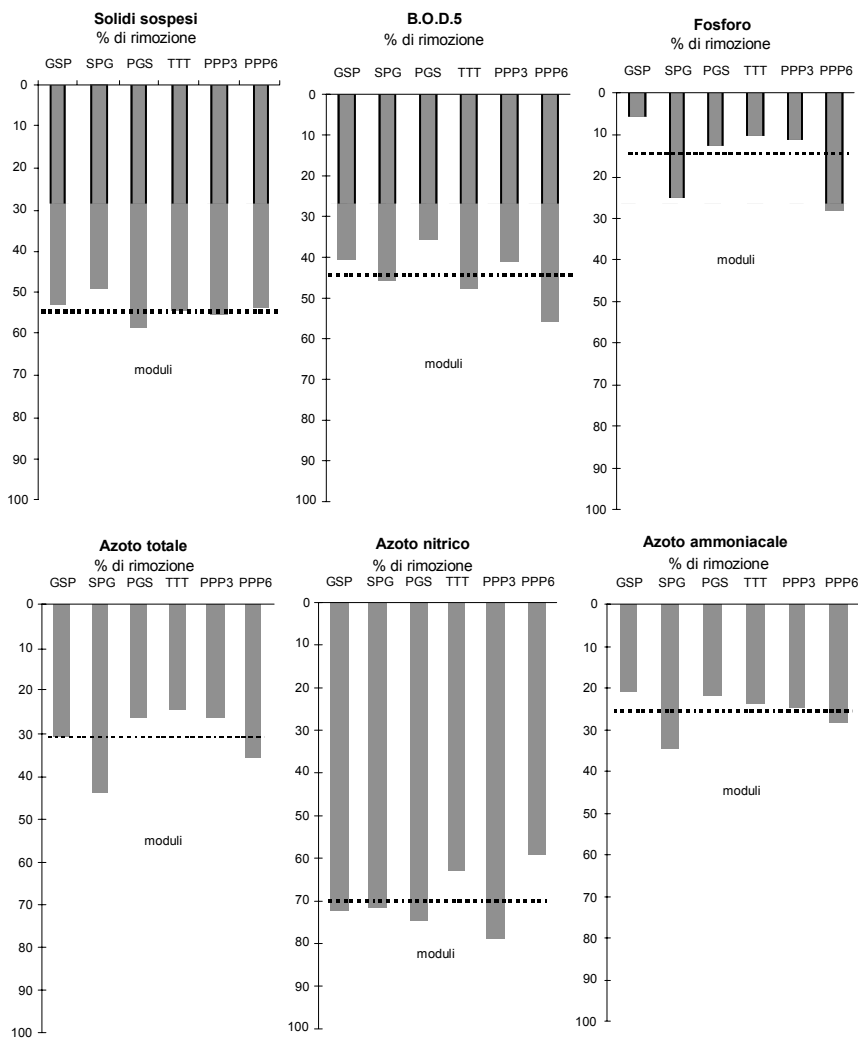 Solidi sospesi
% di rimozione
GSP SPG PGS TTT PPP3 PPP6
0
10
20
30
40
50
60
70
80
90
100
moduli
B.O.D.5
% di rimozione
GSP SPG PGS TTT PPP3 PPP6
0
10
20
30
40
50
60
70
80
90
100
moduli
Fosforo
% di rimozione
GSP SPG PGS TTT PPP3 PPP6
0
10
20
30
40
50
60
70
80
90
100
moduli
Azoto totale
% di rimozione
GSP SPG PGS TTT PPP3 PPP6
0
10
20
30
40
50
60
70
80
90
100
moduli
Azoto nitrico
% di rimozione
GSP SPG PGS TTT PPP3 PPP6
0
10
20
30
40
50
60
70
80
90
100
moduli
Azoto ammoniacale
% di rimozione
GSP SPG PGS TTT PPP3 PPP6
0
10
20
30
40
50
60
70
80
90
100
moduli